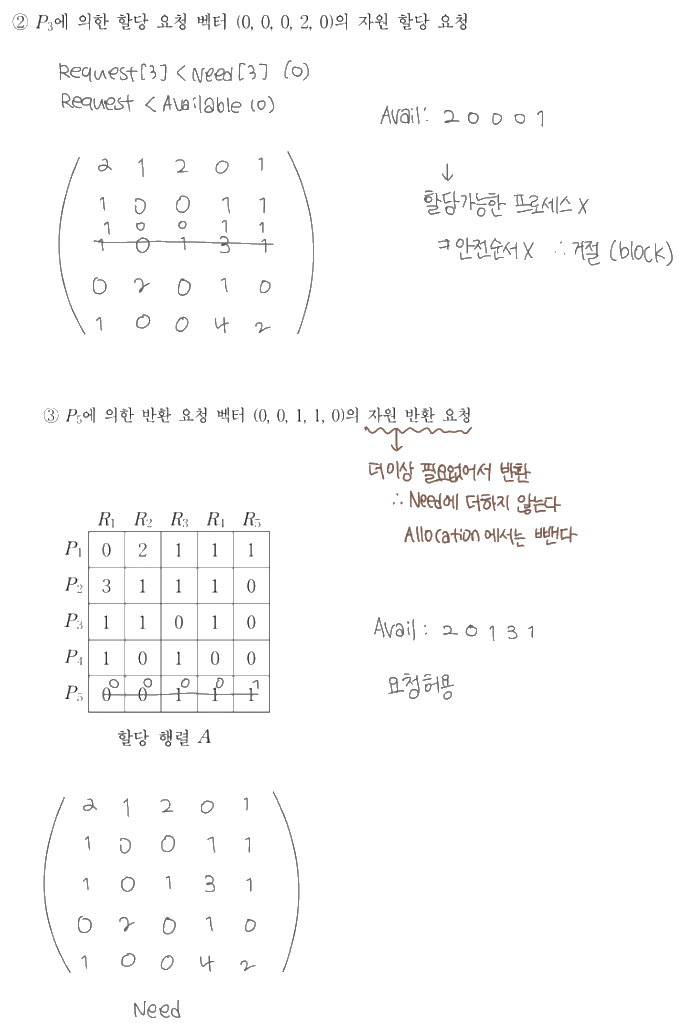 ② P₃에 의한 할당 요청 벡터 (0, 0, 0, 2, 0)의 자원 할당 요청
Request[3] < Need[3] (O)
Request < Available (O)
Avail: 2 0 0 0 1
2 1 2 0 1
1 0 0 1 1
1 0 0 1 1
1 0 1 3 1
0 2 0 1 0
1 0 0 4 2
↓
할당가능한 프로세스 X
⇒ 안전순서 X ∴ 거절 (block)
③ P₅에 의한 반환 요청 벡터 (0, 0, 1, 1, 0)의 자원 반환 요청
더이상 필요없어서 반환
∴ Need에 더하지 않는다
Allocation 에서는 뺀다
R₁ R₂ R₃ R₄ R₅
P₁ 0 2 1 1 1
P₂ 3 1 1 1 0
P₃ 1 1 0 1 0
P₄ 1 0 1 0 0
0 0 0 0 1
P₅ 0 0 1 1 1
할당 행렬 A
Avail: 2 0 1 3 1
요청허용
2 1 2 0 1
1 0 0 1 1
1 0 1 3 1
0 2 0 1 0
1 0 0 4 2
Need